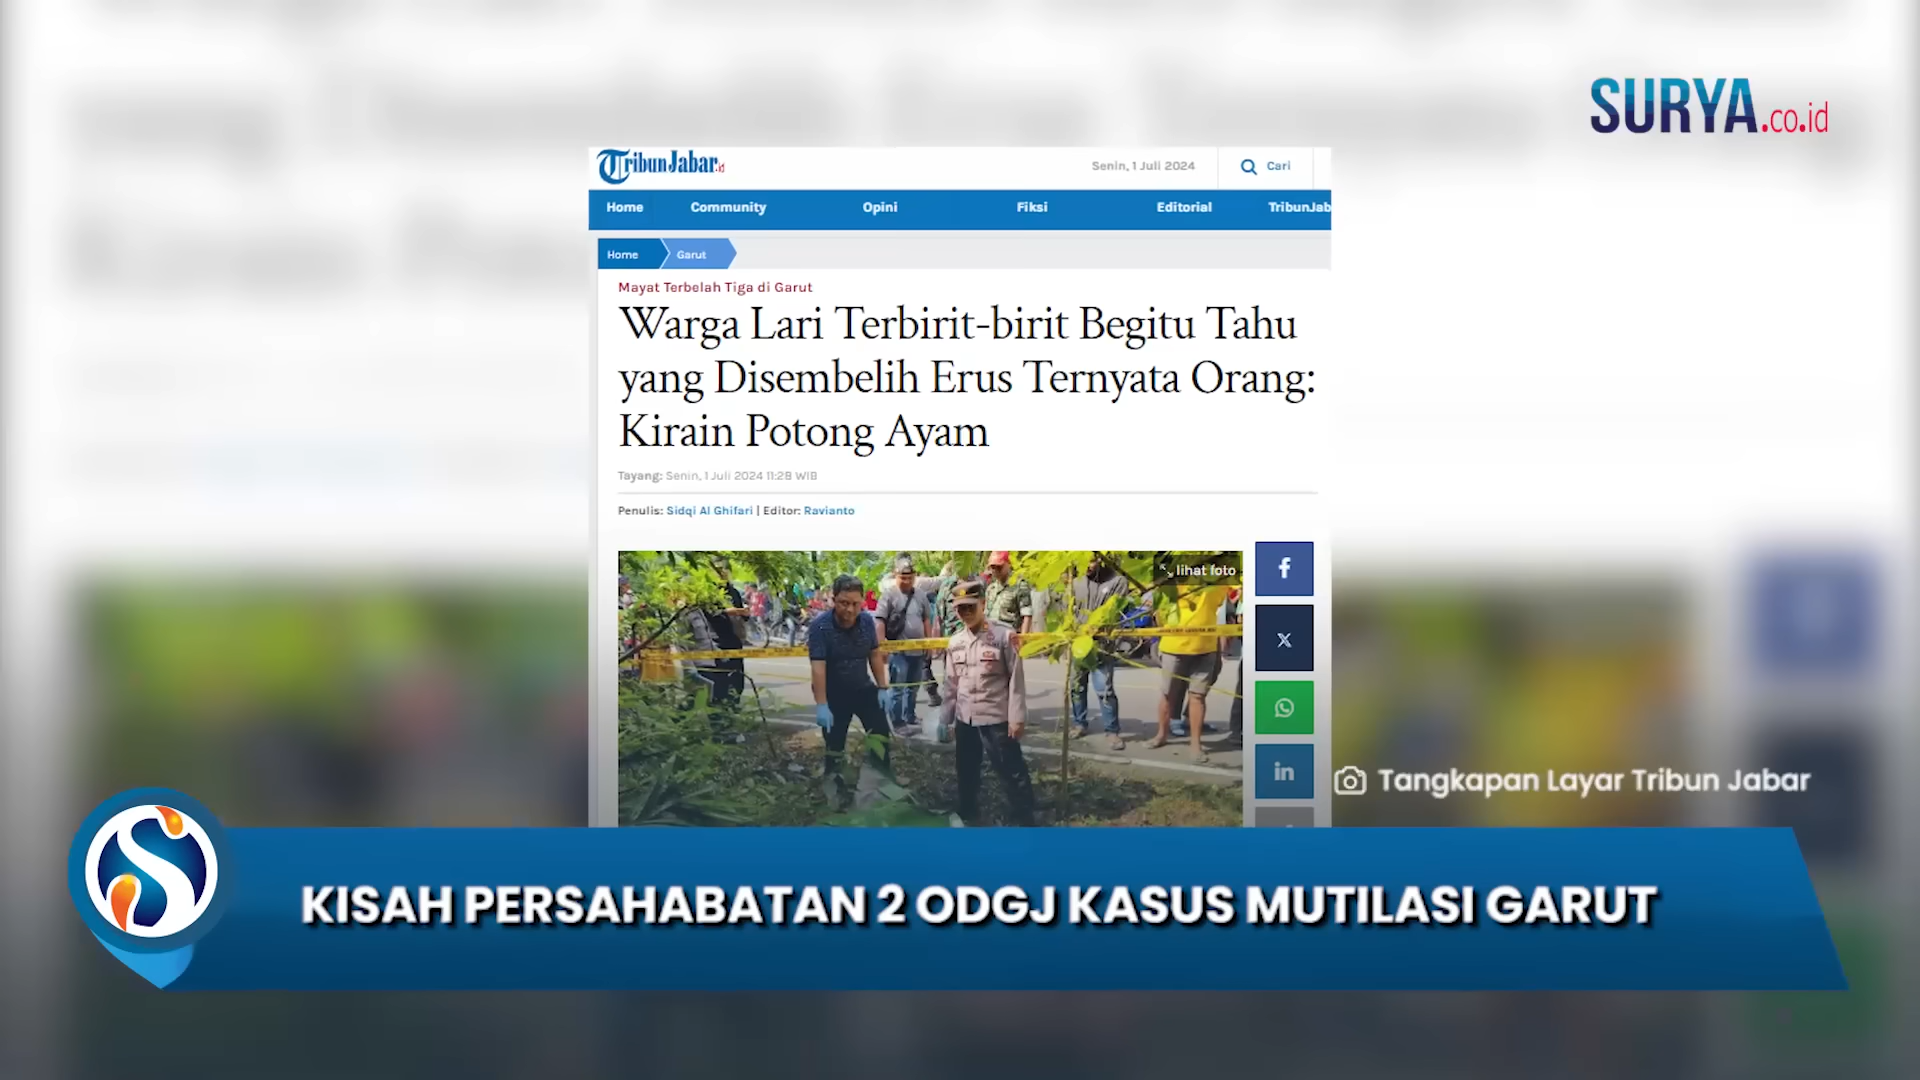 SURYA.co.id
TribunJabar.id
Senin, 1 Juli 2024
Cari
Home
Community
Opini
Fiksi
Editorial
TribunJab
Home
Garut
Mayat Terbelah Tiga di Garut
Warga Lari Terbirit-birit Begitu Tahu
yang Disembelih Erus Ternyata Orang:
Kirain Potong Ayam
Tayang: Senin, 1 Juli 2024 11:28 WIB
Penulis: Sidqi Al Ghifari | Editor: Ravianto
lihat foto
Tangkapan Layar Tribun Jabar
KISAH PERSAHABATAN 2 ODGJ KASUS MUTILASI GARUT